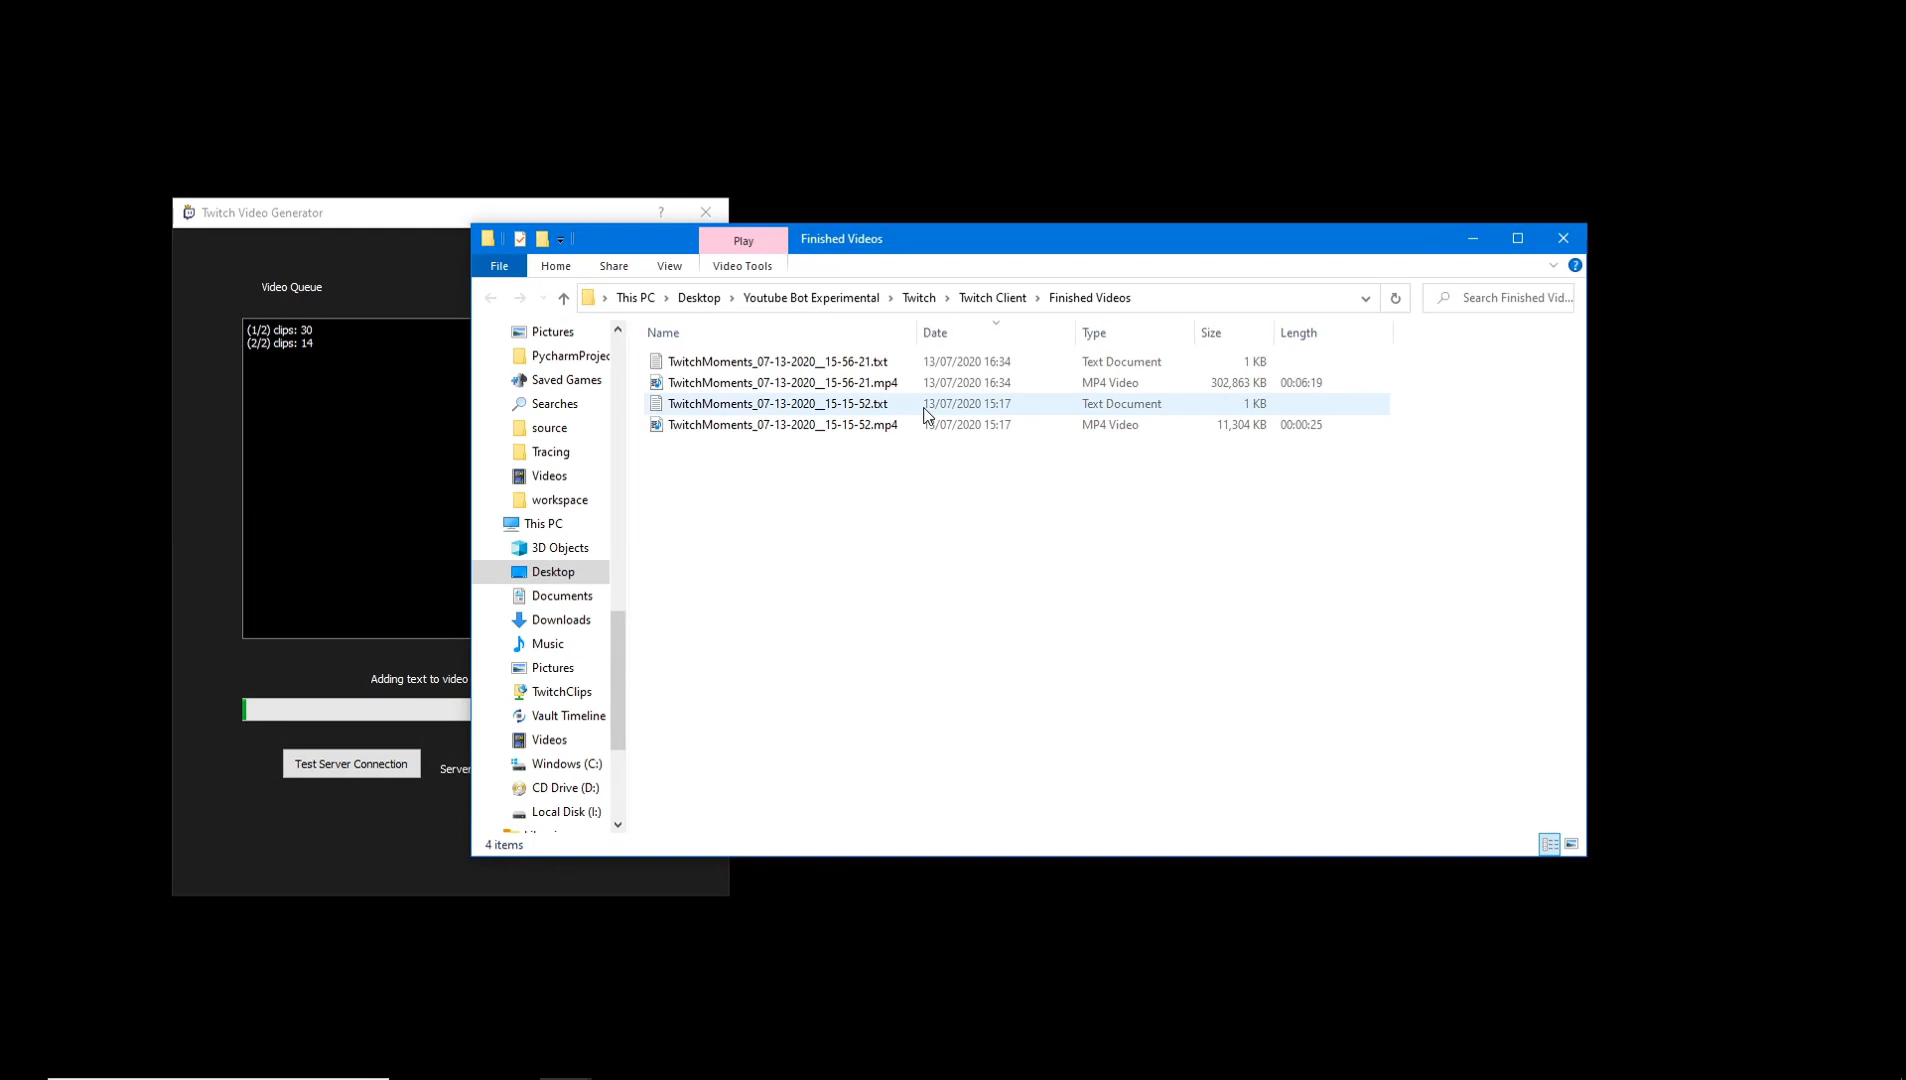 Twitch Video Generator
?
Video Queue
(1/2) clips: 30
(2/2) clips: 14
Adding text to video
Test Server Connection
Server
Play
Finished Videos
File
Home
Share
View
Video Tools
This PC > Desktop > Youtube Bot Experimental > Twitch > Twitch Client > Finished Videos
Search Finished Vid...
Pictures
PycharmProjec
Saved Games
Searches
source
Tracing
Videos
workspace
This PC
3D Objects
Desktop
Documents
Downloads
Music
Pictures
TwitchClips
Vault Timeline
Videos
Windows (C:)
CD Drive (D:)
Local Disk (I:)
Name Date Type Size Length
TwitchMoments_07-13-2020__15-56-21.txt 13/07/2020 16:34 Text Document 1 KB
TwitchMoments_07-13-2020__15-56-21.mp4 13/07/2020 16:34 MP4 Video 302,863 KB 00:06:19
TwitchMoments_07-13-2020__15-15-52.txt 13/07/2020 15:17 Text Document 1 KB
TwitchMoments_07-13-2020__15-15-52.mp4 13/07/2020 15:17 MP4 Video 11,304 KB 00:00:25
4 items